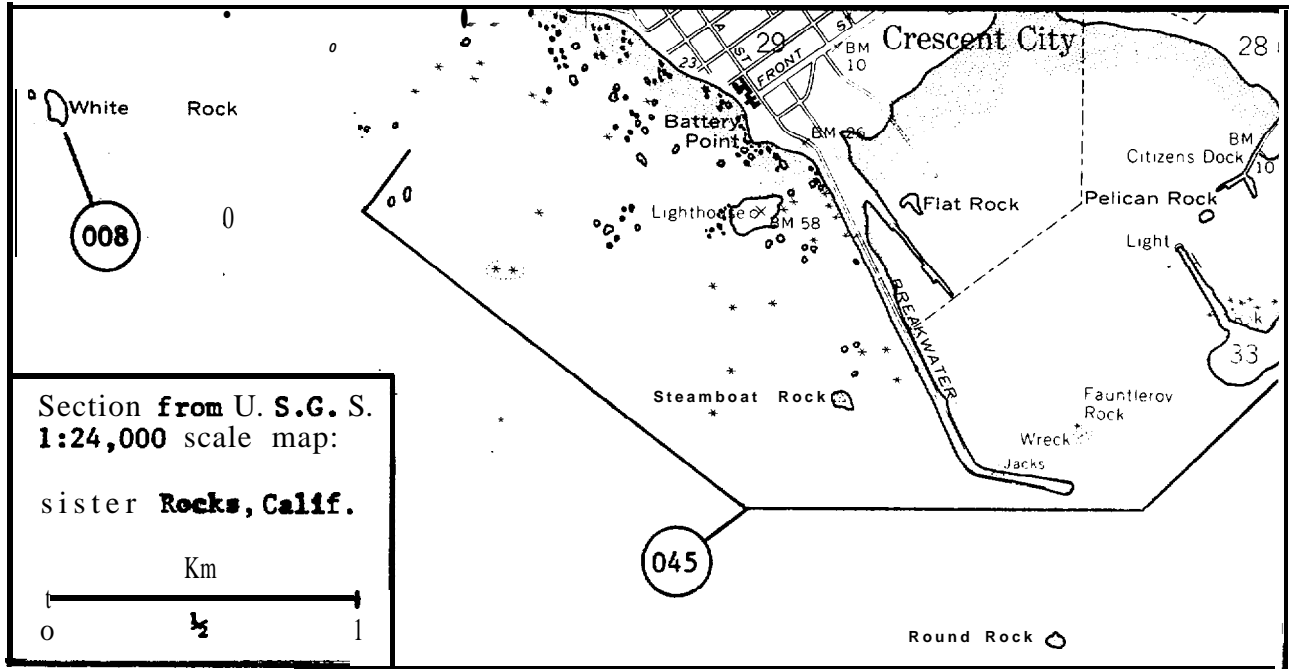 Crescent City
29
28
A ST
FRONT ST
BM
10
23
White Rock
Battery
Point
BM 26
BM
10
Citizens Dock
008
0
Lighthouse
BM 58
Flat Rock
Pelican Rock
Light
BREAKWATER
33
Steamboat Rock
Fauntleroy
Rock
Wreck
Jacks
Section from U. S.G. S.
1:24,000 scale map:
sister Rocks, Calif.
Km
o ½ 1
045
Round Rock